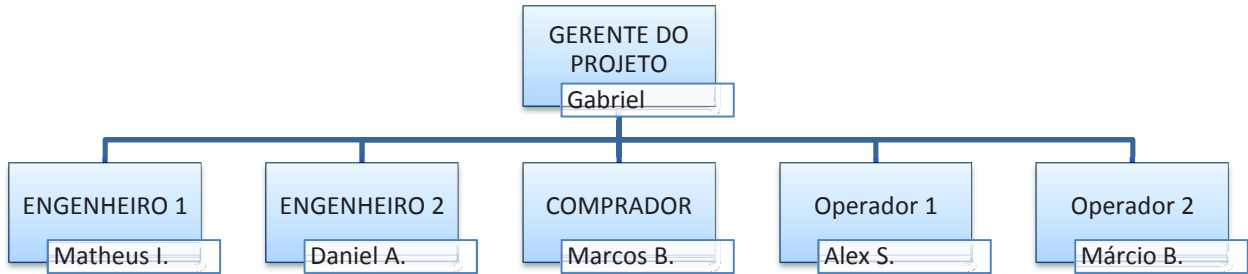 GERENTE DO
PROJETO
Gabriel
ENGENHEIRO 1
Matheus I.
ENGENHEIRO 2
Daniel A.
COMPRADOR
Marcos B.
Operador 1
Alex S.
Operador 2
Márcio B.